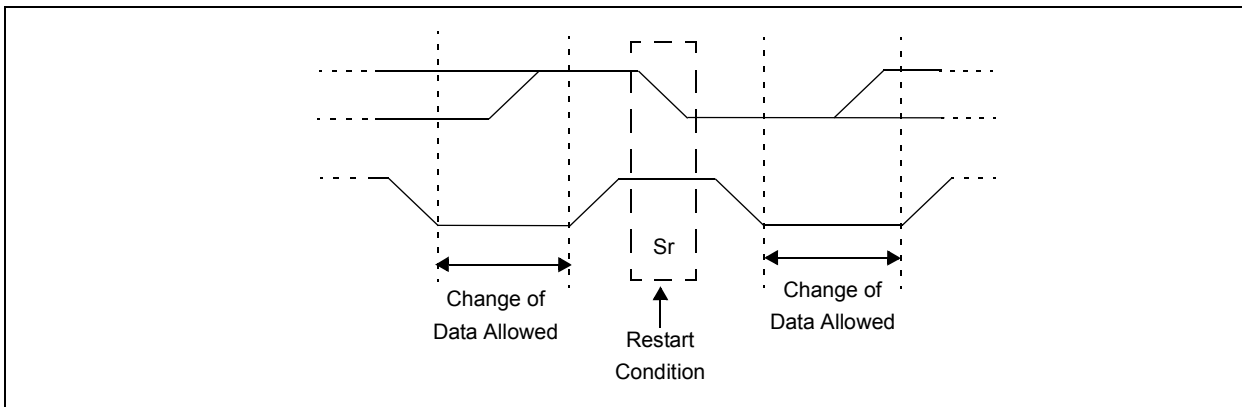 Sr
Change of
Data Allowed
Restart
Condition
Change of
Data Allowed